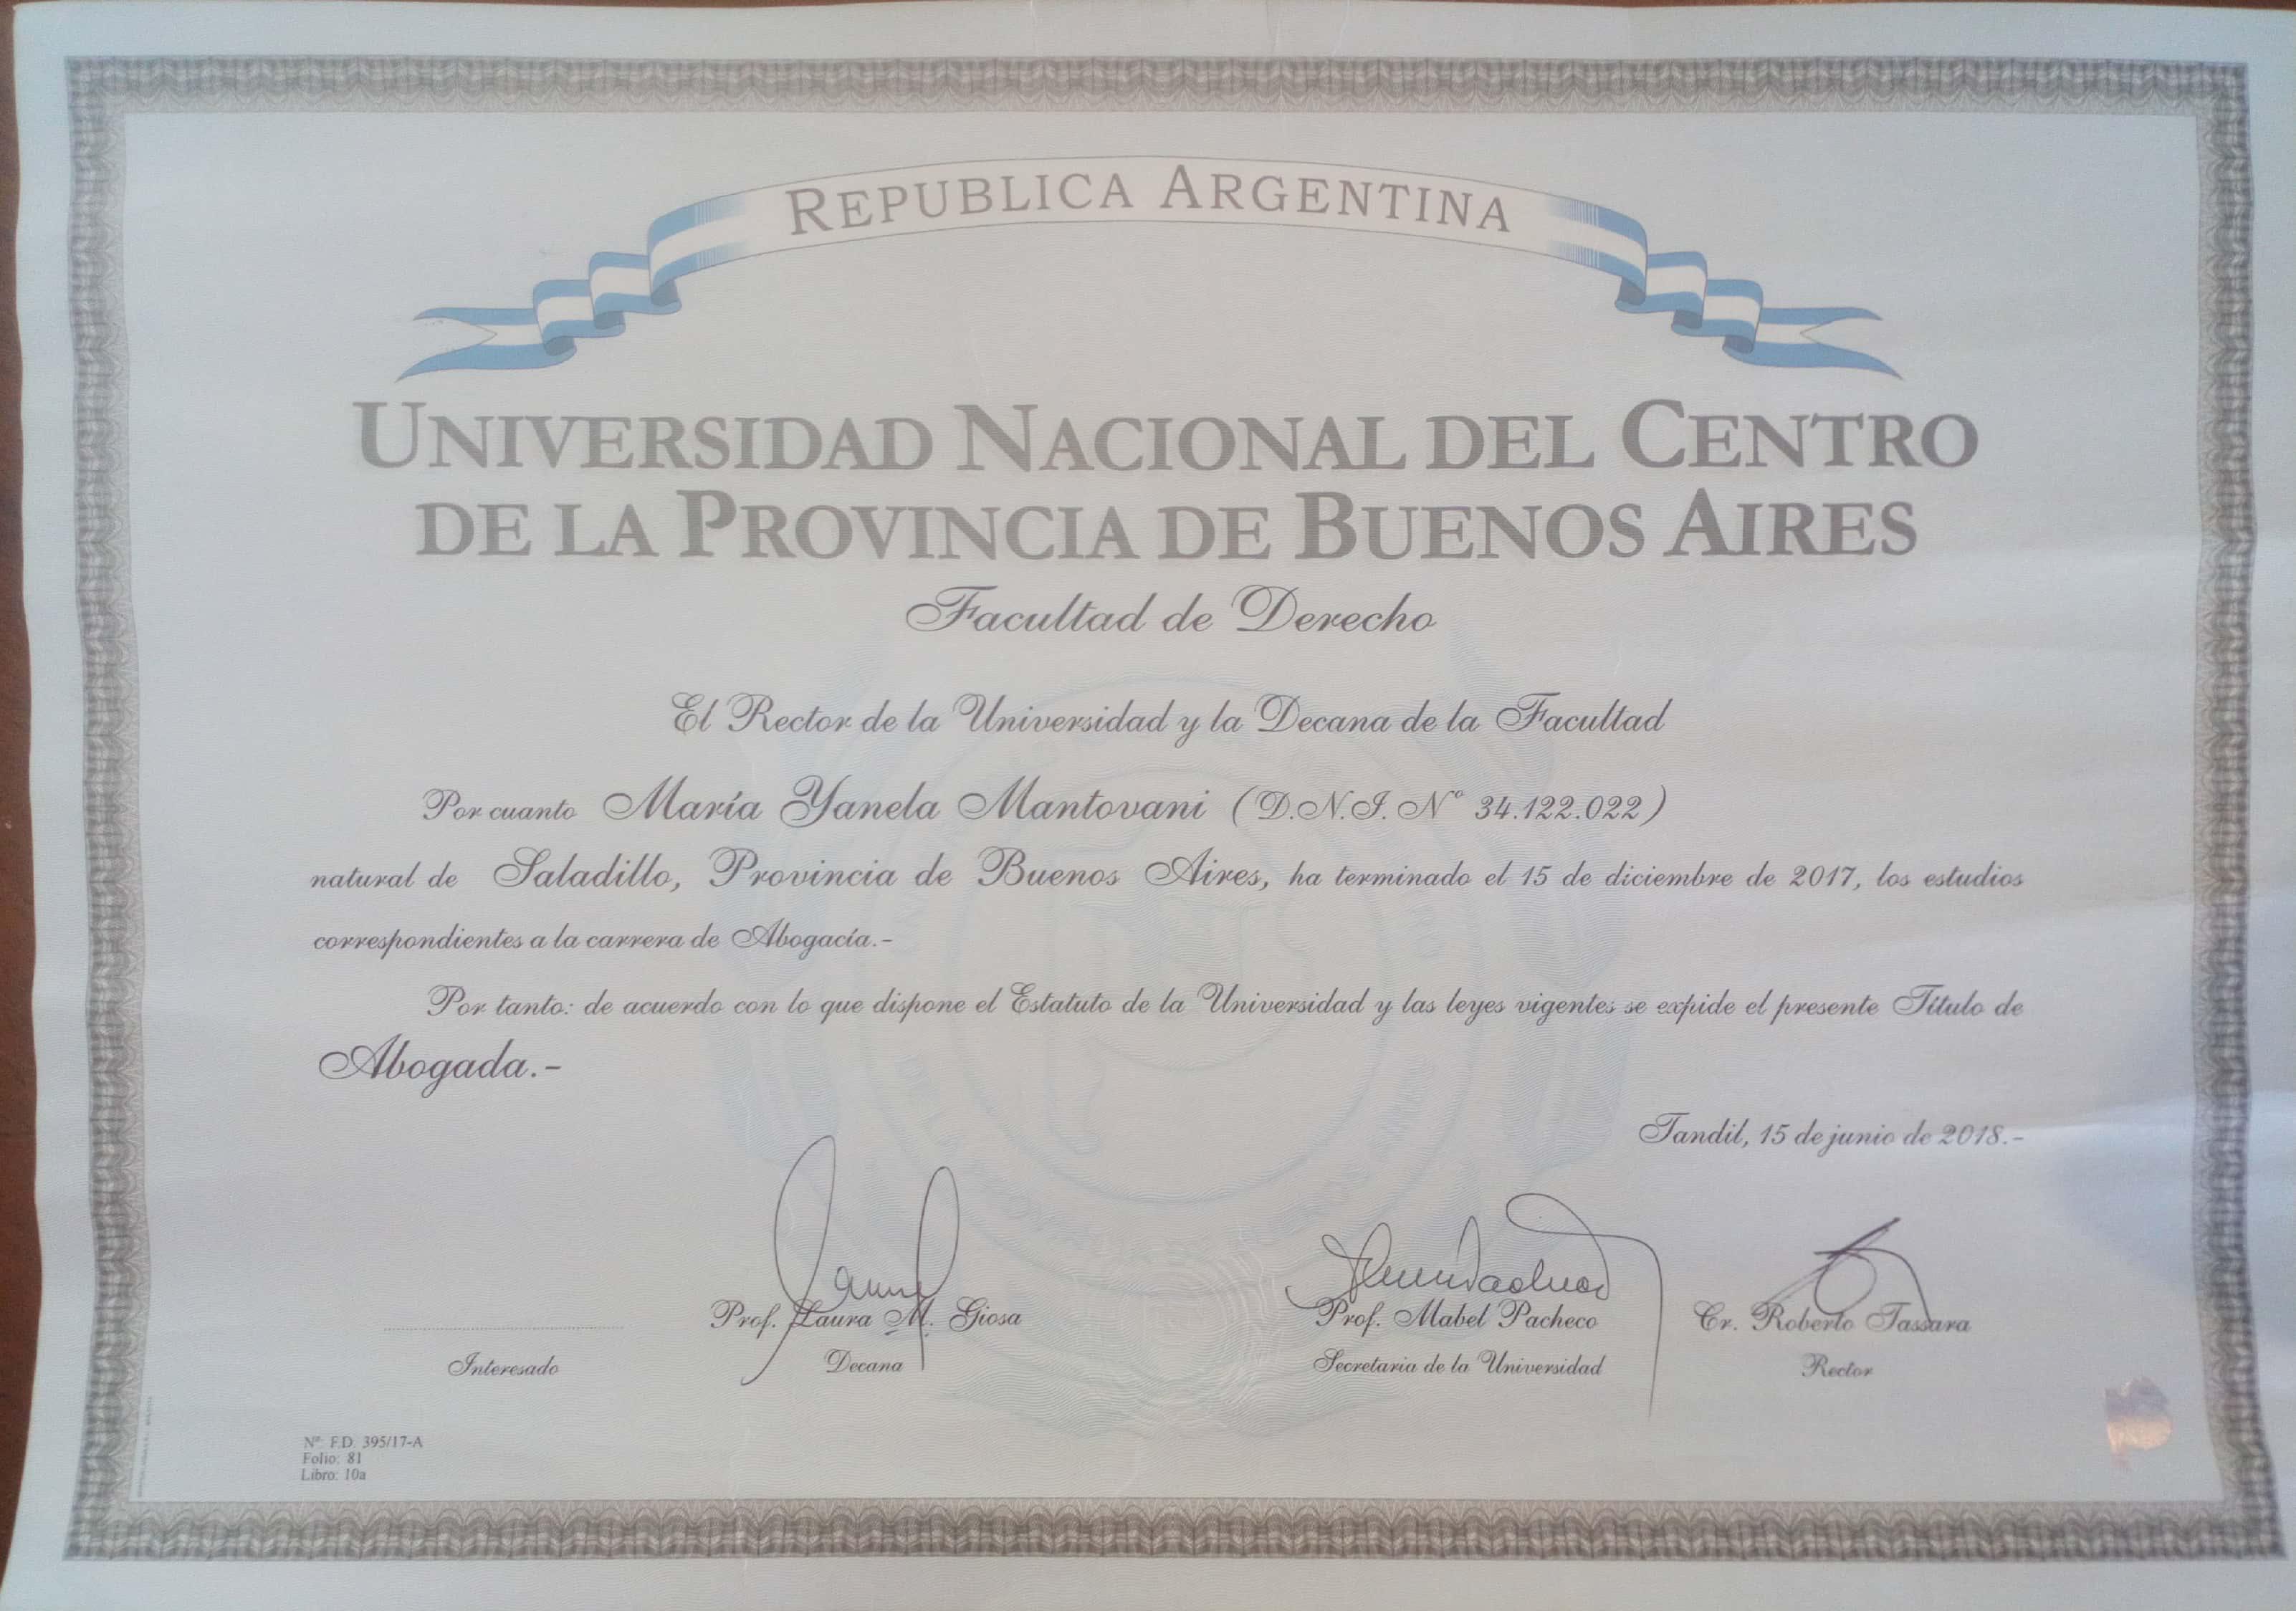 REPUBLICA ARGENTINA
UNIVERSIDAD NACIONAL DEL CENTRO
DE LA PROVINCIA DE BUENOS AIRES
Facultad de Derecho
El Rector de la Universidad y la Decana de la Facultad
Por cuanto María Yanela Mantovani (D.N.I. Nº 34.122.022)
natural de Saladillo, Provincia de Buenos Aires, ha terminado el 15 de diciembre de 2017, los estudios
correspondientes a la carrera de Abogacía.-
Por tanto: de acuerdo con lo que dispone el Estatuto de la Universidad y las leyes vigentes se expide el presente Título de
Abogada.-
Tandil, 15 de junio de 2018.-
Prof. Laura M. Giosa
Prof. Mabel Pacheco
Cr. Roberto Tassara
Interesado
Decana
Secretaria de la Universidad
Rector
Nº: F.D. 395/17-A
Folio: 81
Libro: 10a